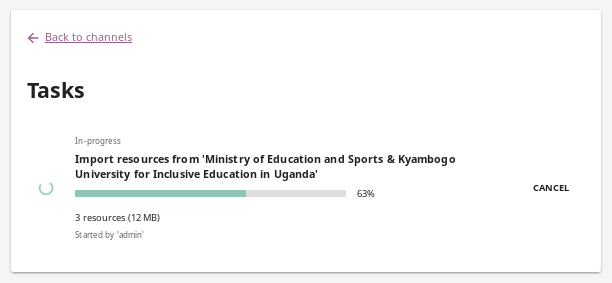 Back to channels
Tasks
In-progress
Import resources from 'Ministry of Education and Sports & Kyambogo
University for Inclusive Education in Uganda'
63%
CANCEL
3 resources (12 MB)
Started by 'admin'